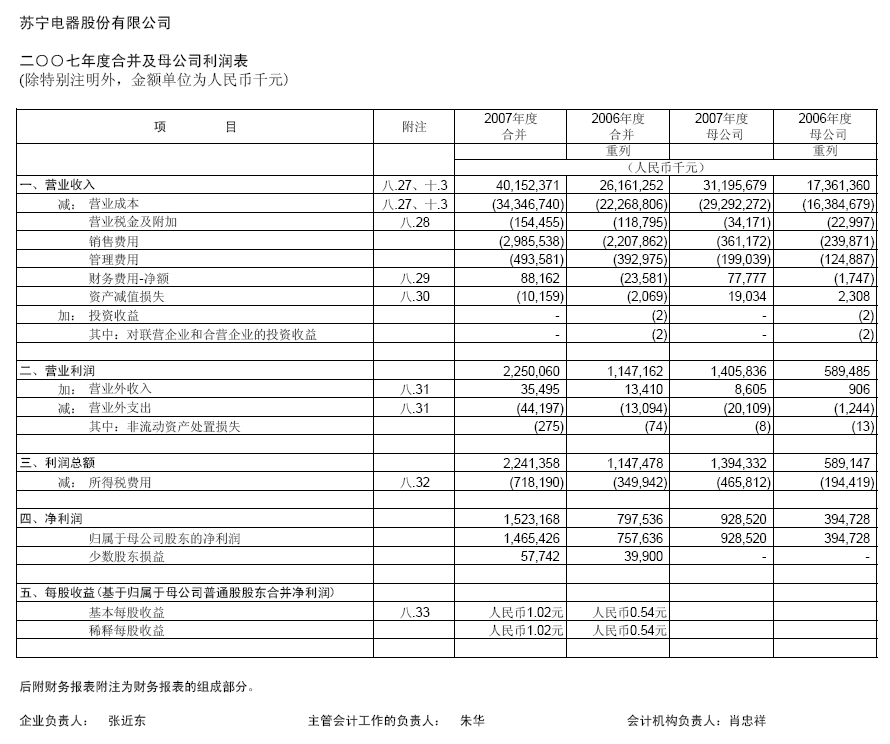 苏宁电器股份有限公司
二〇〇七年度合并及母公司利润表
(除特别注明外，金额单位为人民币千元)
项 目 附注 2007年度 2006年度 2007年度 2006年度
合并 合并 母公司 母公司
重列 重列
（人民币千元）
一、营业收入 八.27、十.3 40,152,371 26,161,252 31,195,679 17,361,360
减： 营业成本 八.27、十.3 (34,346,740) (22,268,806) (29,292,272) (16,384,679)
营业税金及附加 八.28 (154,455) (118,795) (34,171) (22,997)
销售费用 (2,985,538) (2,207,862) (361,172) (239,871)
管理费用 (493,581) (392,975) (199,039) (124,887)
财务费用-净额 八.29 88,162 (23,581) 77,777 (1,747)
资产减值损失 八.30 (10,159) (2,069) 19,034 2,308
加： 投资收益 - (2) - (2)
其中：对联营企业和合营企业的投资收益 - (2) - (2)
二、营业利润 2,250,060 1,147,162 1,405,836 589,485
加： 营业外收入 八.31 35,495 13,410 8,605 906
减： 营业外支出 八.31 (44,197) (13,094) (20,109) (1,244)
其中：非流动资产处置损失 (275) (74) (8) (13)
三、利润总额 2,241,358 1,147,478 1,394,332 589,147
减： 所得税费用 八.32 (718,190) (349,942) (465,812) (194,419)
四、净利润 1,523,168 797,536 928,520 394,728
归属于母公司股东的净利润 1,465,426 757,636 928,520 394,728
少数股东损益 57,742 39,900 - -
五、每股收益(基于归属于母公司普通股股东合并净利润)
基本每股收益 八.33 人民币1.02元 人民币0.54元
稀释每股收益 人民币1.02元 人民币0.54元
后附财务报表附注为财务报表的组成部分。
企业负责人： 张近东 主管会计工作的负责人： 朱华 会计机构负责人：肖忠祥